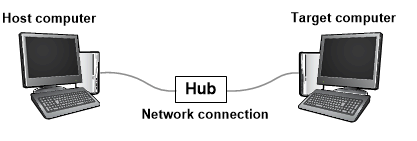 Host computer
Target computer
Hub
Network connection